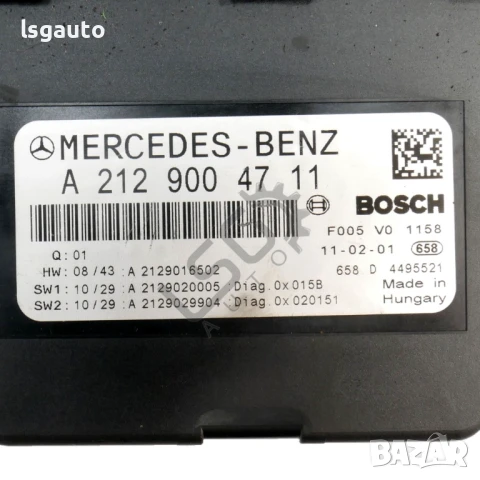 lsgauto
MERCEDES-BENZ
A 212 900 47 11
BOSCH
F005 V0 1158
Q: 01
11-02-01 658
HW: 08/43: A 2129016502
658 D 4495521
SW1: 10/29: A 2129020005 Diag.0x015B
Made in
SW2: 10/29: A 2129029904 Diag.0x020151
Hungary
LSG
AUTO
BAZAR